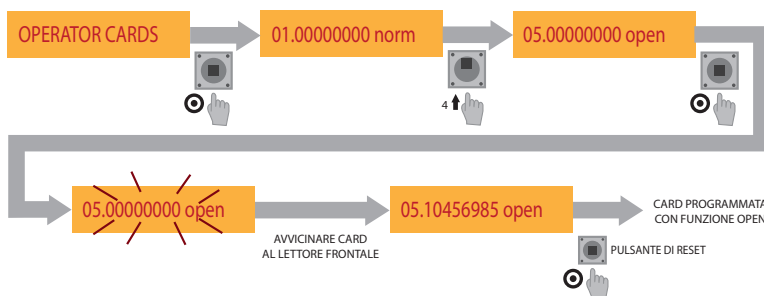 OPERATOR CARDS
01.00000000 norm
05.00000000 open
4
05.00000000 open
05.10456985 open
AVVICINARE CARD
AL LETTORE FRONTALE
CARD PROGRAMMATA
CON FUNZIONE OPEN
PULSANTE DI RESET